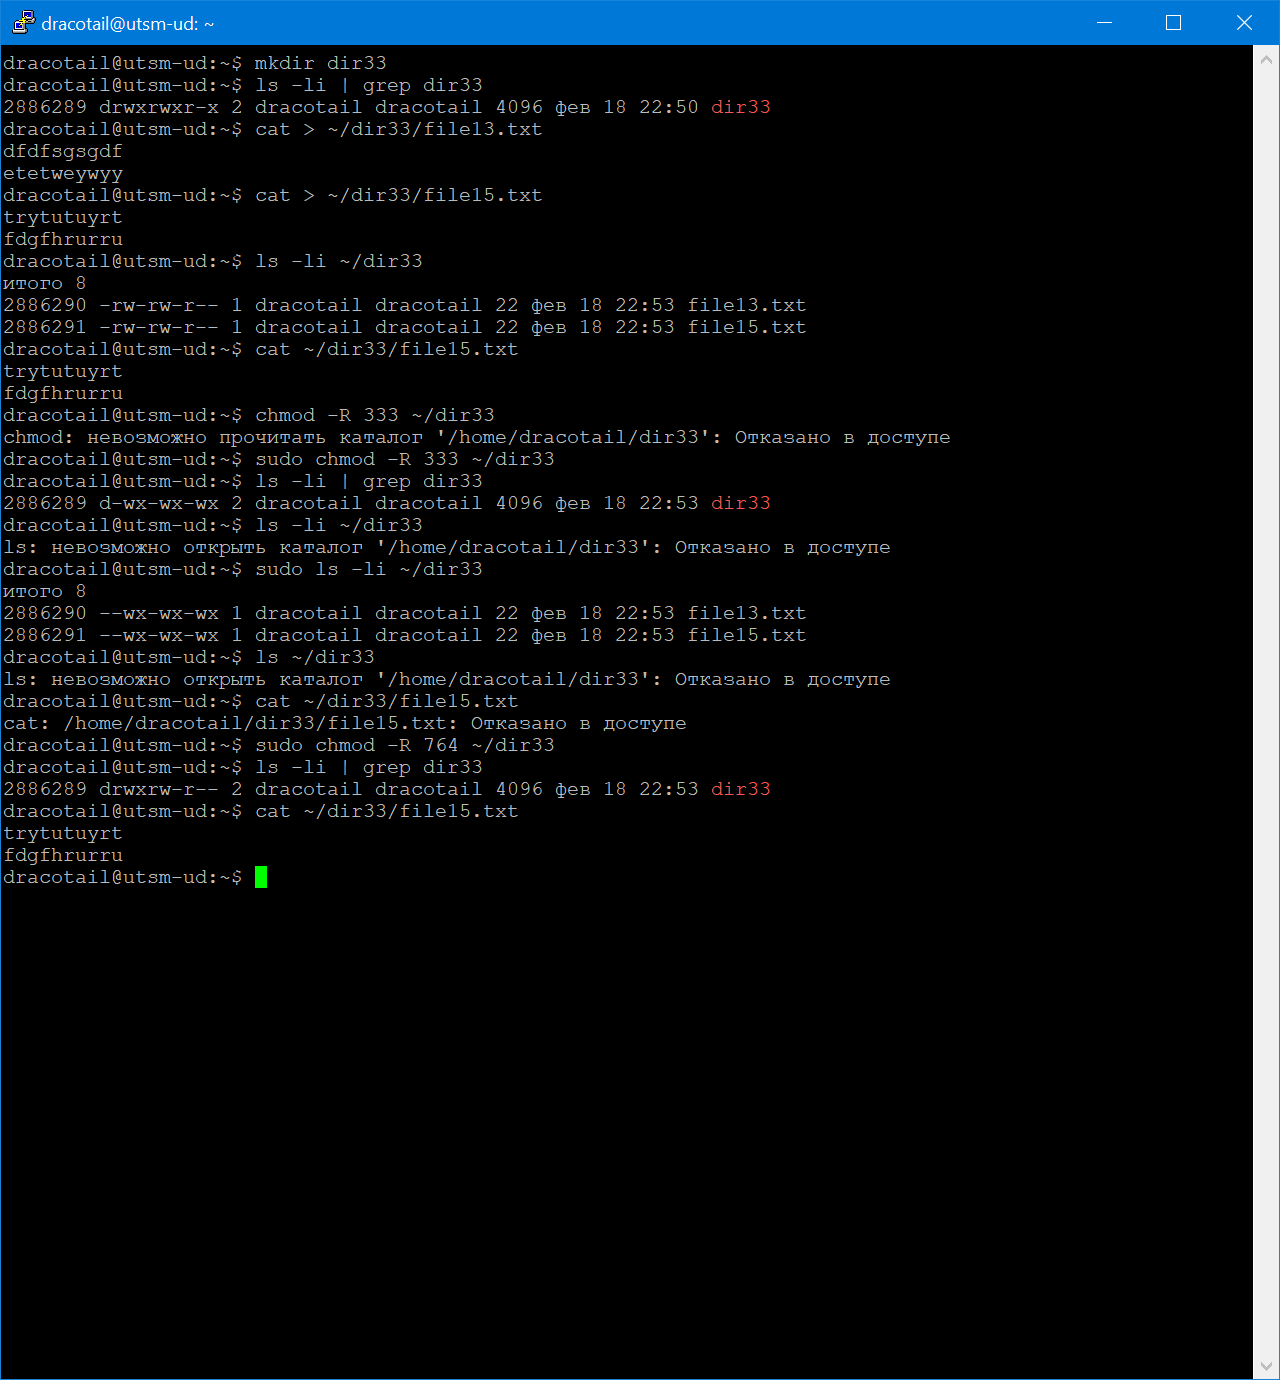 dracotail@utsm-ud: ~
dracotail@utsm-ud:~$ mkdir dir33
dracotail@utsm-ud:~$ ls -li | grep dir33
2886289 drwxrwxr-x 2 dracotail dracotail 4096 фев 18 22:50 dir33
dracotail@utsm-ud:~$ cat > ~/dir33/file13.txt
dfdfsgsgdf
etetweywyy
dracotail@utsm-ud:~$ cat > ~/dir33/file15.txt
trytutuyrt
fdgfhrurru
dracotail@utsm-ud:~$ ls -li ~/dir33
итого 8
2886290 -rw-rw-r-- 1 dracotail dracotail 22 фев 18 22:53 file13.txt
2886291 -rw-rw-r-- 1 dracotail dracotail 22 фев 18 22:53 file15.txt
dracotail@utsm-ud:~$ cat ~/dir33/file15.txt
trytutuyrt
fdgfhrurru
dracotail@utsm-ud:~$ chmod -R 333 ~/dir33
chmod: невозможно прочитать каталог '/home/dracotail/dir33': Отказано в доступе
dracotail@utsm-ud:~$ sudo chmod -R 333 ~/dir33
dracotail@utsm-ud:~$ ls -li | grep dir33
2886289 d-wx-wx-wx 2 dracotail dracotail 4096 фев 18 22:53 dir33
dracotail@utsm-ud:~$ ls -li ~/dir33
ls: невозможно открыть каталог '/home/dracotail/dir33': Отказано в доступе
dracotail@utsm-ud:~$ sudo ls -li ~/dir33
итого 8
2886290 --wx-wx-wx 1 dracotail dracotail 22 фев 18 22:53 file13.txt
2886291 --wx-wx-wx 1 dracotail dracotail 22 фев 18 22:53 file15.txt
dracotail@utsm-ud:~$ ls ~/dir33
ls: невозможно открыть каталог '/home/dracotail/dir33': Отказано в доступе
dracotail@utsm-ud:~$ cat ~/dir33/file15.txt
cat: /home/dracotail/dir33/file15.txt: Отказано в доступе
dracotail@utsm-ud:~$ sudo chmod -R 764 ~/dir33
dracotail@utsm-ud:~$ ls -li | grep dir33
2886289 drwxrw-r-- 2 dracotail dracotail 4096 фев 18 22:53 dir33
dracotail@utsm-ud:~$ cat ~/dir33/file15.txt
trytutuyrt
fdgfhrurru
dracotail@utsm-ud:~$